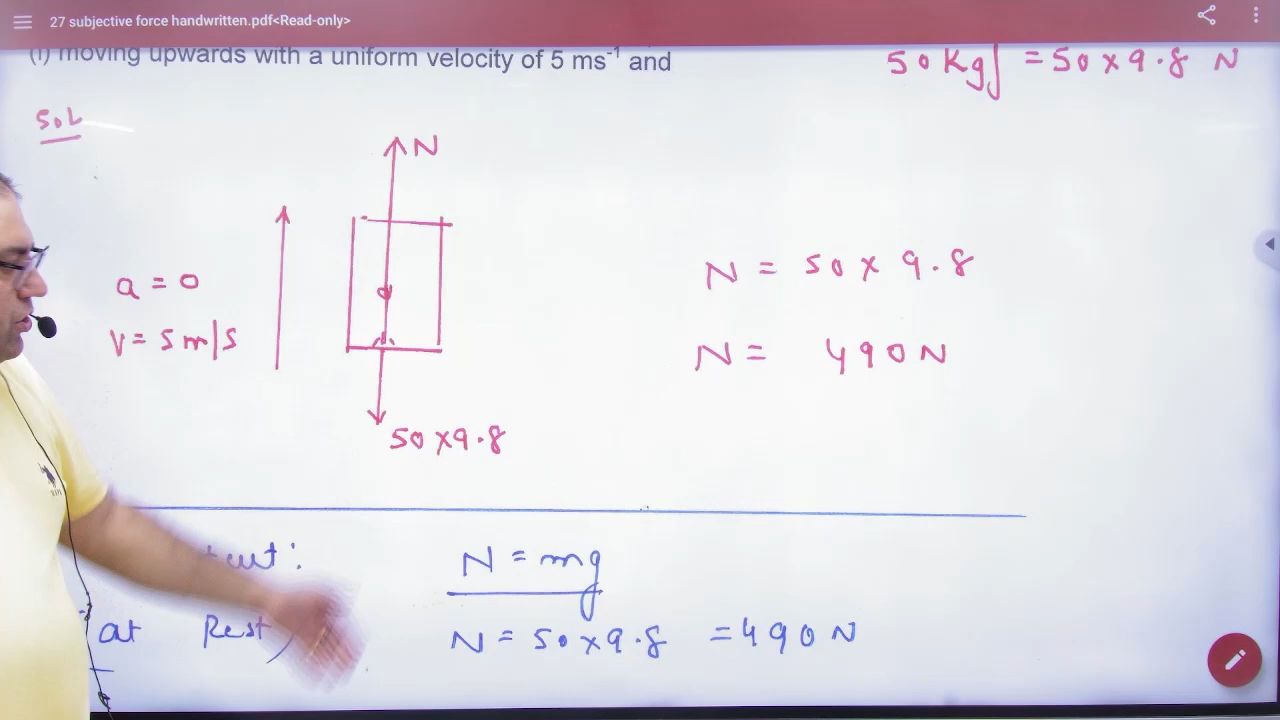 27 subjective force handwritten.pdf<Read-only>
(i) moving upwards with a uniform velocity of 5 ms⁻¹ and
50 Kgf = 50 × 9.8 N
Sol
N
a = 0
V = 5 m/s
50 × 9.8
N = 50 × 9.8
N = 490 N
N = mg
at Rest,
N = 50 × 9.8 = 490 N